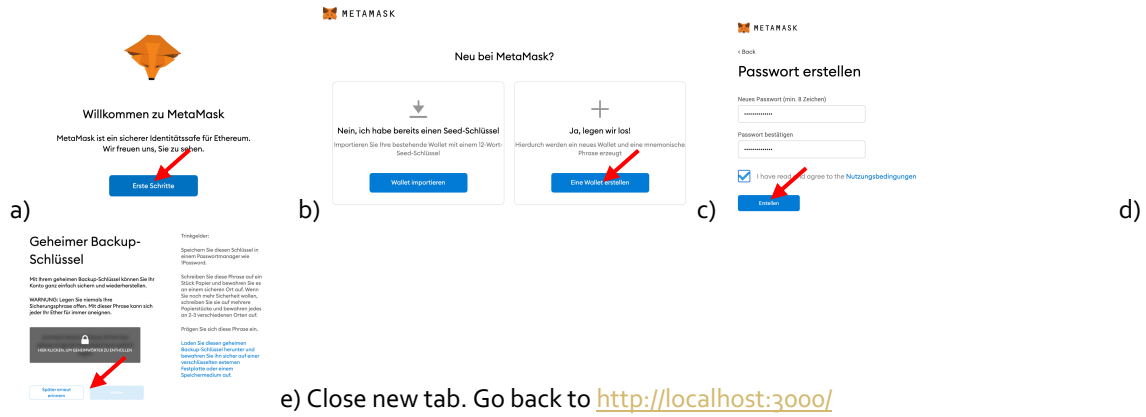 METAMASK
Willkommen zu MetaMask
MetaMask ist ein sicherer Identitätssafe für Ethereum.
Wir freuen uns, Sie zu sehen.
Erste Schritte
a)
Neu bei MetaMask?
Nein, ich habe bereits einen Seed-Schlüssel
Importieren Sie Ihre bestehende Wallet mit einem 12-Wort-
Seed-Schlüssel
Wallet importieren
Ja, legen wir los!
Hierdurch werden ein neues Wallet und eine mnemonische
Phrase erzeugt
Eine Wallet erstellen
b)
METAMASK
< Back
Passwort erstellen
Neues Passwort (min. 8 Zeichen)
Passwort bestätigen
I have read and agree to the Nutzungsbedingungen
Erstellen
c)
d)
Geheimer Backup-
Schlüssel
Mit Ihrem geheimen Backup-Schlüssel können Sie Ihr
Konto ganz einfach sichern und wiederherstellen.
WARNUNG: Legen Sie niemals Ihre
Sicherungsphrase offen. Mit dieser Phrase kann sich
jeder Ihr Ether für immer aneignen.
HIER KLICKEN, UM GEHEIMWÖRTER ZU ENTHÜLLEN
Später erneut
erinnern
Trinkgelder:
Speichern Sie diesen Schlüssel in
einem Passwortmanager wie
1Password.
Schreiben Sie diese Phrase auf ein
Stück Papier und bewahren Sie es
an einem sicheren Ort auf. Wenn
Sie noch mehr Sicherheit wollen,
schreiben Sie sie auf mehrere
Papierstücke und bewahren jedes
an 2-3 verschiedenen Orten auf.
Prägen Sie sich diese Phrase ein.
Laden Sie diesen geheimen
Backup-Schlüssel herunter und
bewahren Sie ihn sicher auf einer
verschlüsselten externen
Festplatte oder einem
Speichermedium auf.
e) Close new tab. Go back to http://localhost:3000/